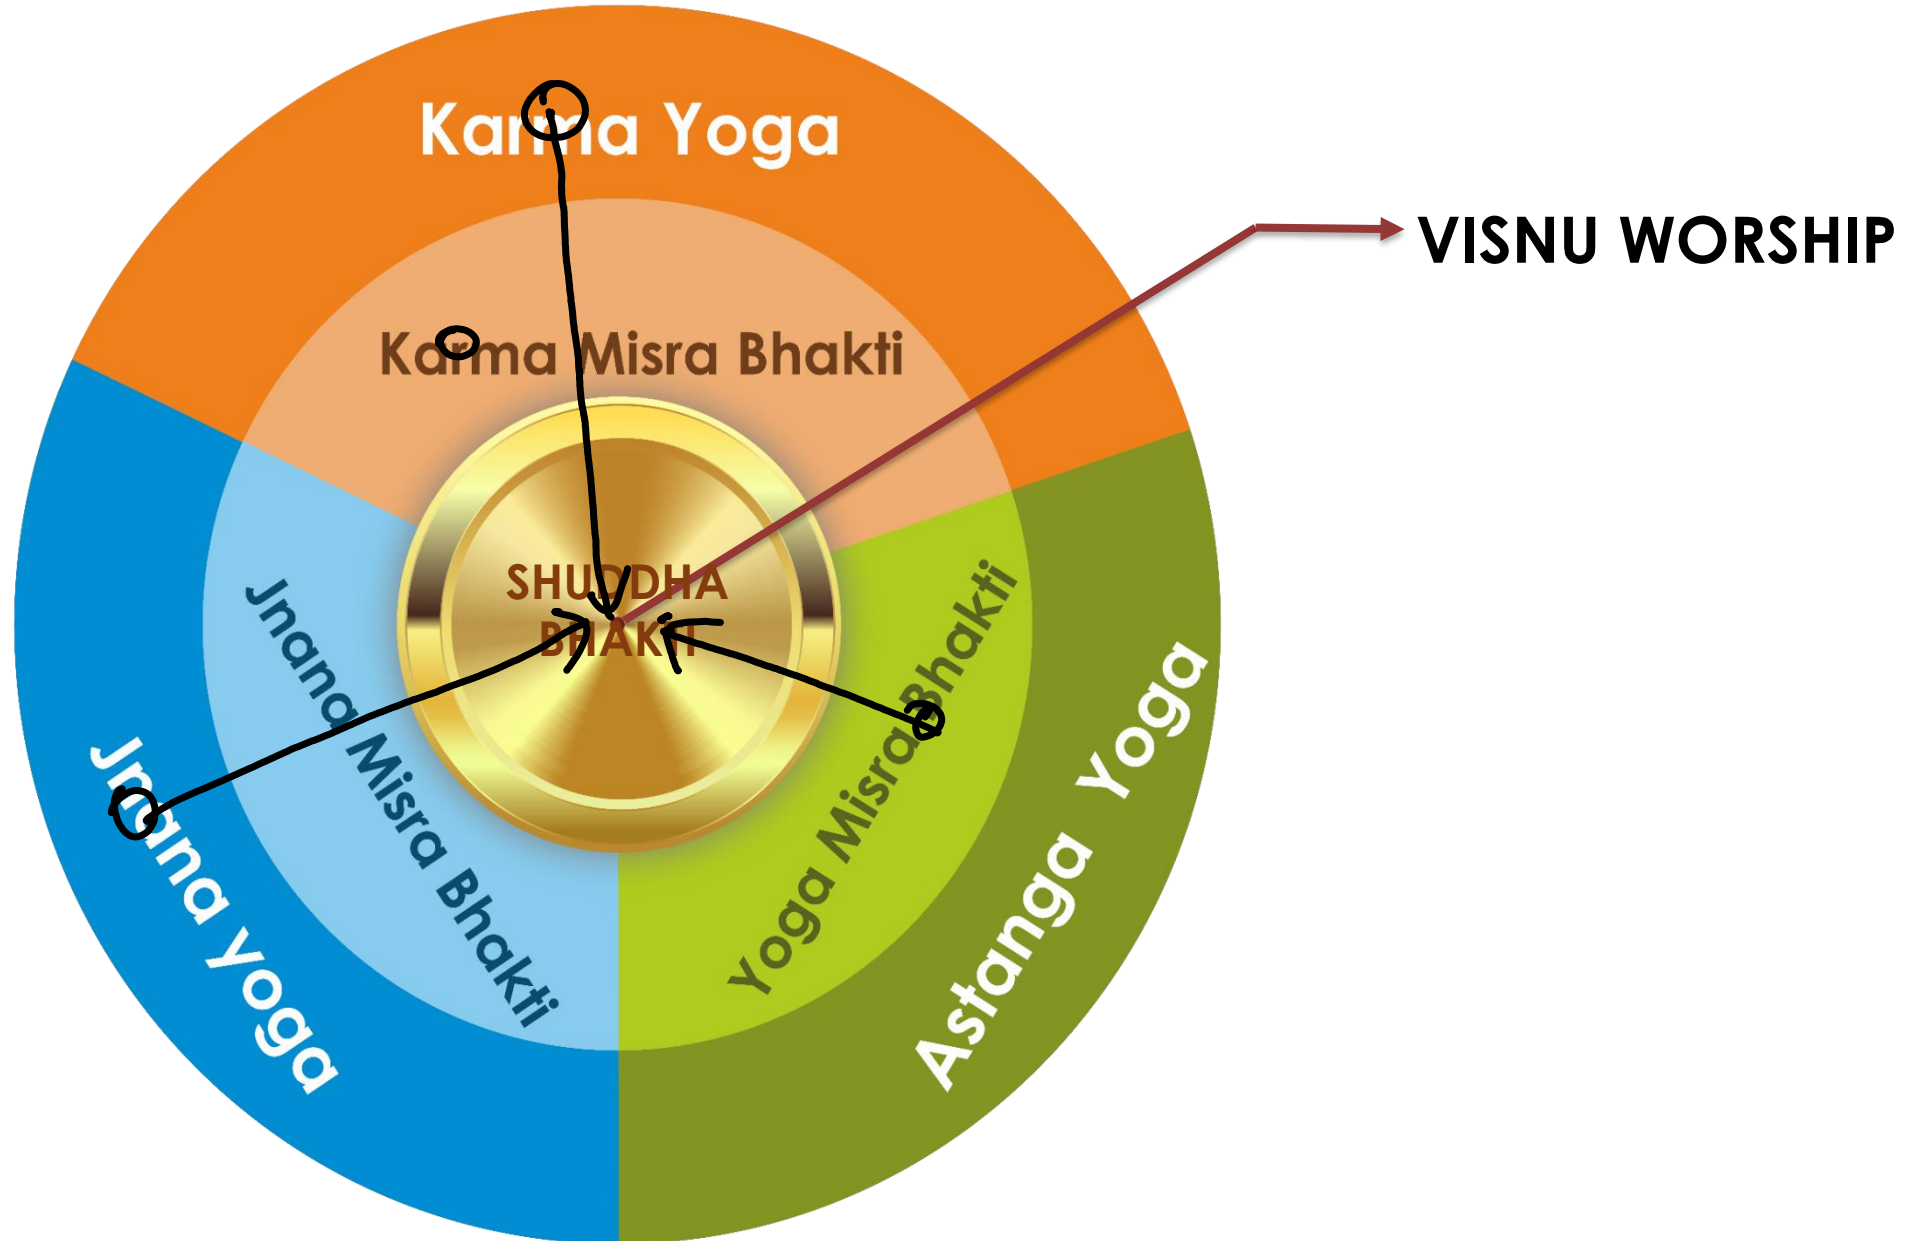 Karma Yoga
VISNU WORSHIP
Karma Misra Bhakti
SHUDDHA
BHAKTI
Jnana Misra Bhakti
Yoga Misra Bhakti
Jnana yoga
Astanga Yoga